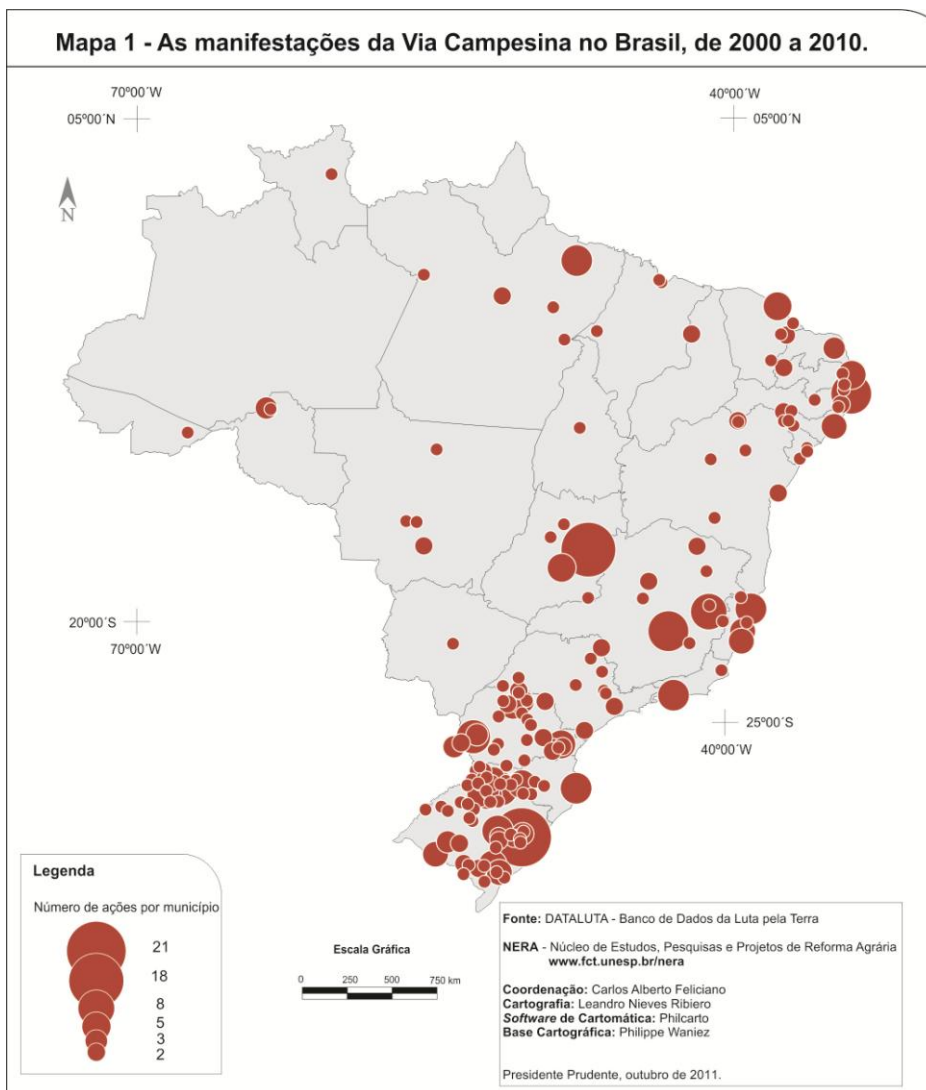 Mapa 1 - As manifestações da Via Campesina no Brasil, de 2000 a 2010.
70º00´W
40º00´W
05º00´N
05º00´N
N
20º00´S
70º00´W
25º00´S
40º00´W
Legenda
Número de ações por município
21
18
8
5
3
2
Escala Gráfica
0 250 500 750 km
Fonte: DATALUTA - Banco de Dados da Luta pela Terra
NERA - Núcleo de Estudos, Pesquisas e Projetos de Reforma Agrária
www.fct.unesp.br/nera
Coordenação: Carlos Alberto Feliciano
Cartografia: Leandro Nieves Ribiero
Software de Cartomática: Philcarto
Base Cartográfica: Philippe Waniez
Presidente Prudente, outubro de 2011.